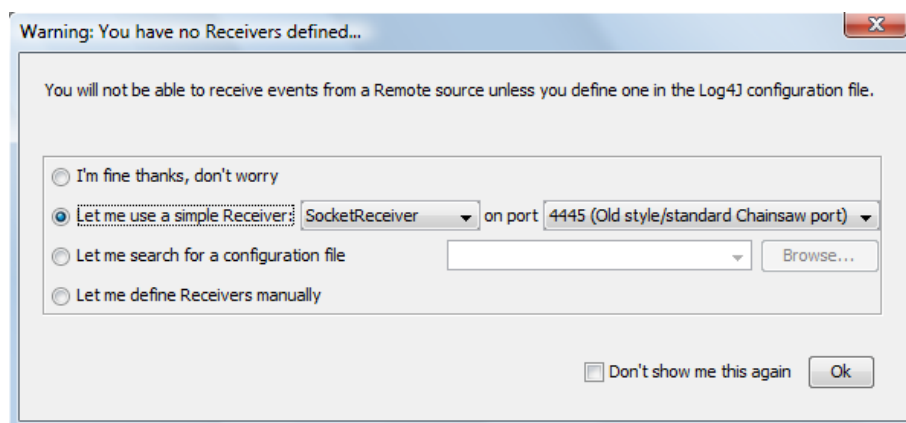 Warning: You have no Receivers defined...
You will not be able to receive events from a Remote source unless you define one in the Log4J configuration file.
I'm fine thanks, don't worry
Let me use a simple Receiver: SocketReceiver on port 4445 (Old style/standard Chainsaw port)
Let me search for a configuration file Browse...
Let me define Receivers manually
Don't show me this again Ok